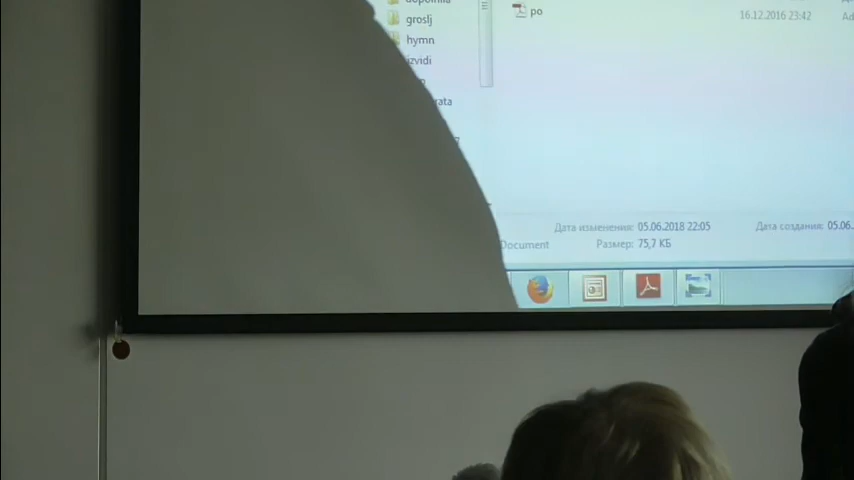 groslj
po
16.12.2016 23:42
hymn
izvidi
Дата изменения: 05.06.2018 22:05
Дата создания: 05.06.
Document
Размер: 75,7 КБ